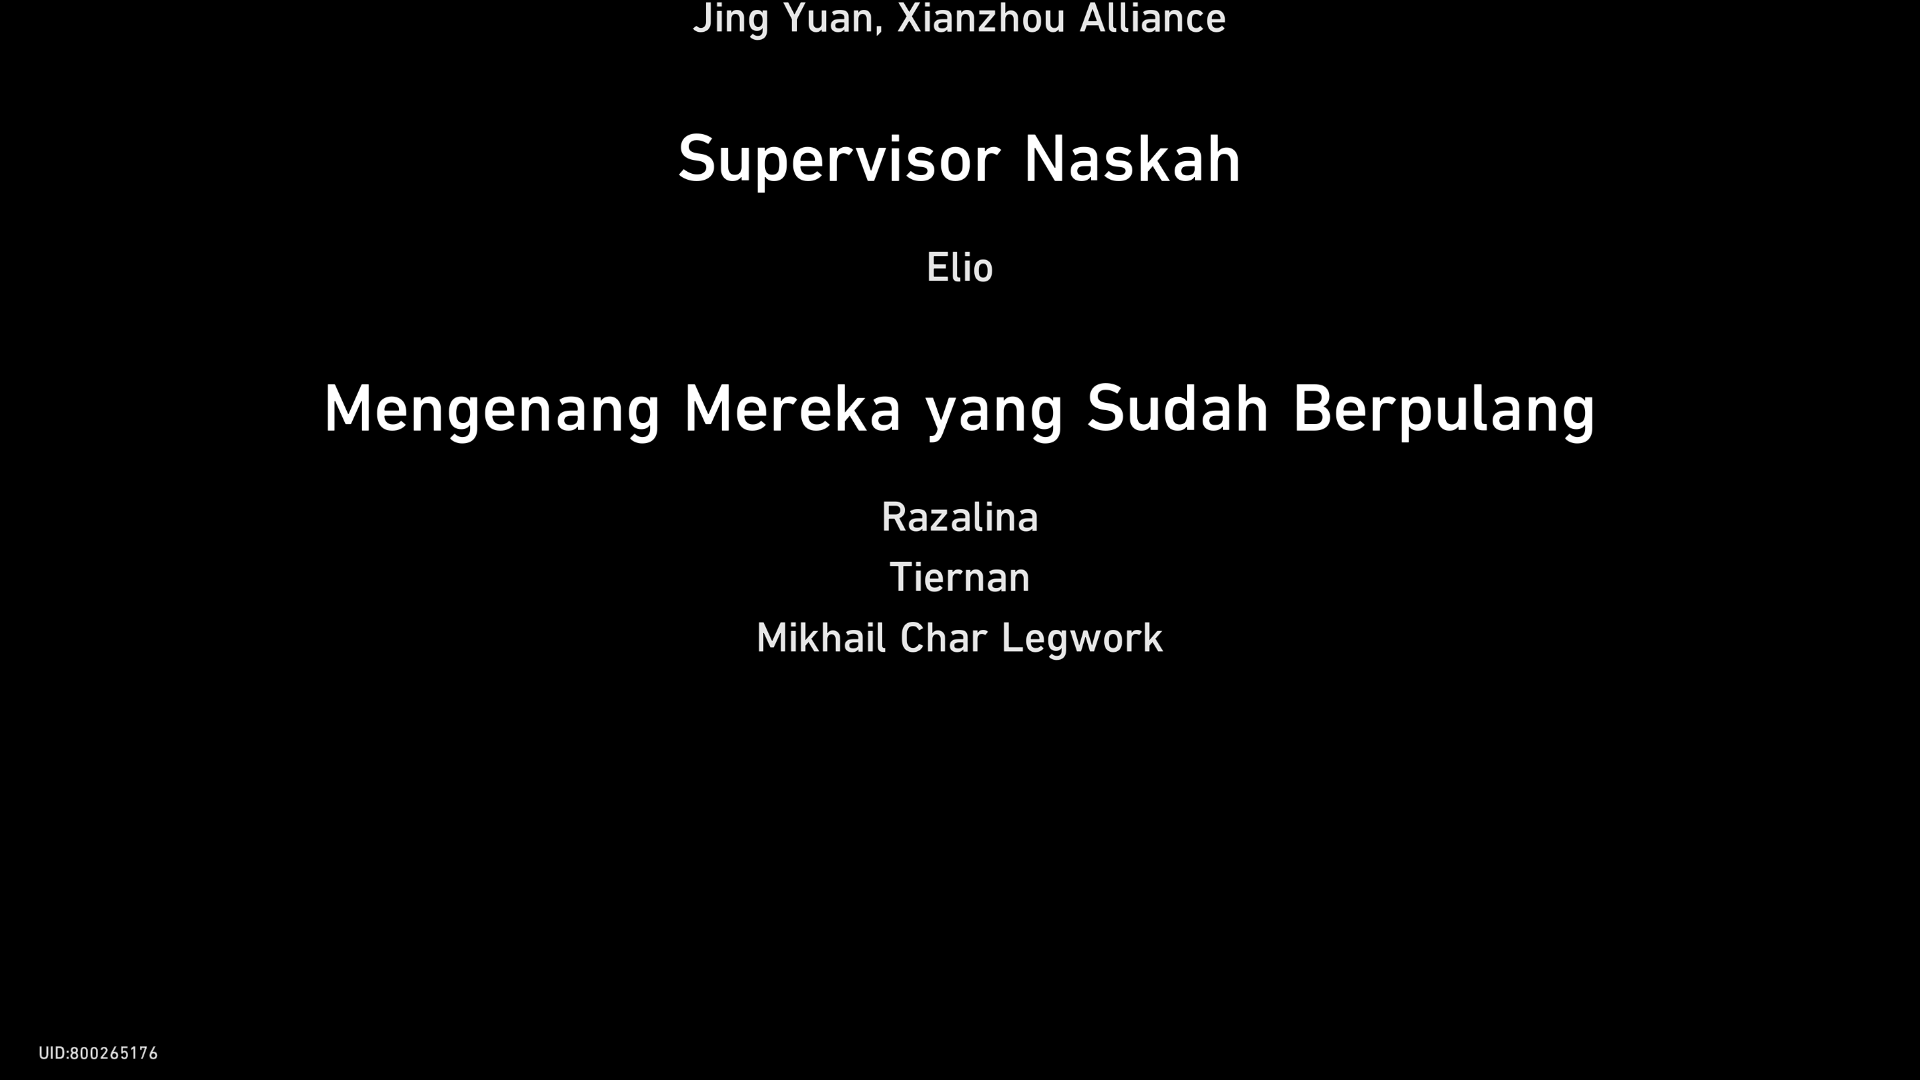 Jing Yuan, Xianzhou Alliance
Supervisor Naskah
Elio
Mengenang Mereka yang Sudah Berpulang
Razalina
Tiernan
Mikhail Char Legwork
UID:800265176